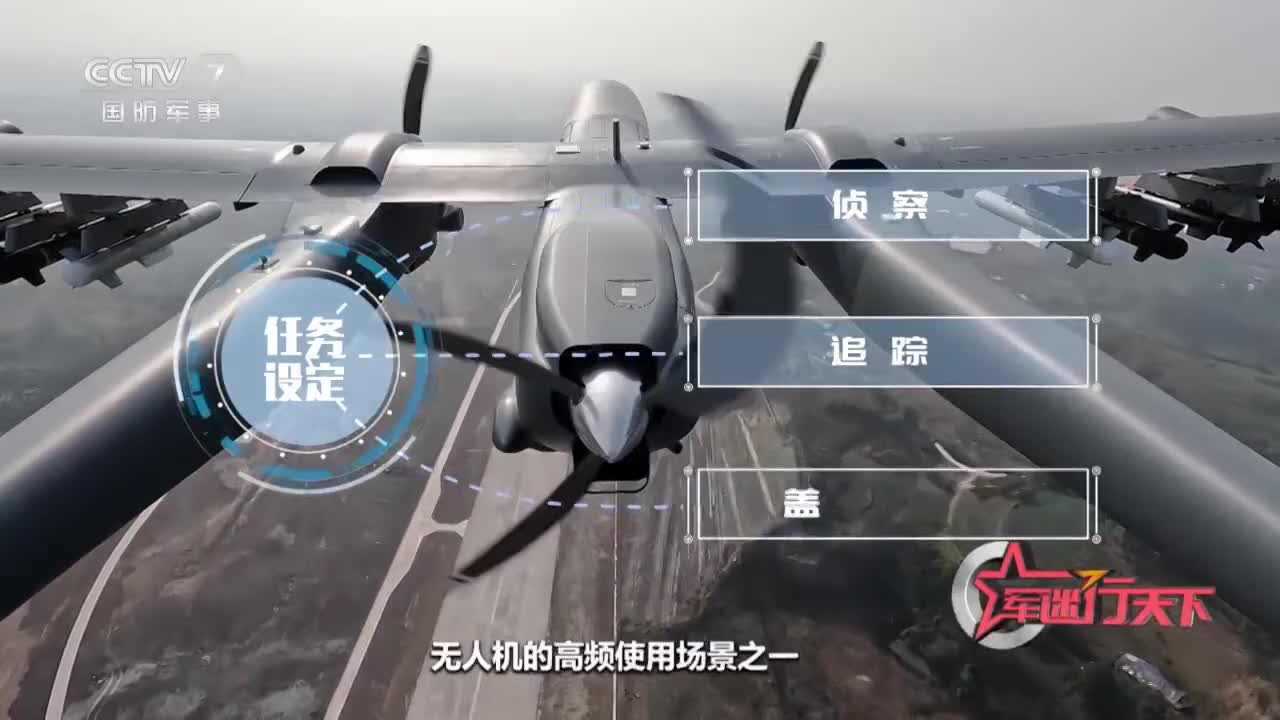 CCTV 7
国防军事
任务
设定
侦 察
追 踪
盖
军迷行天下
无人机的高频使用场景之一